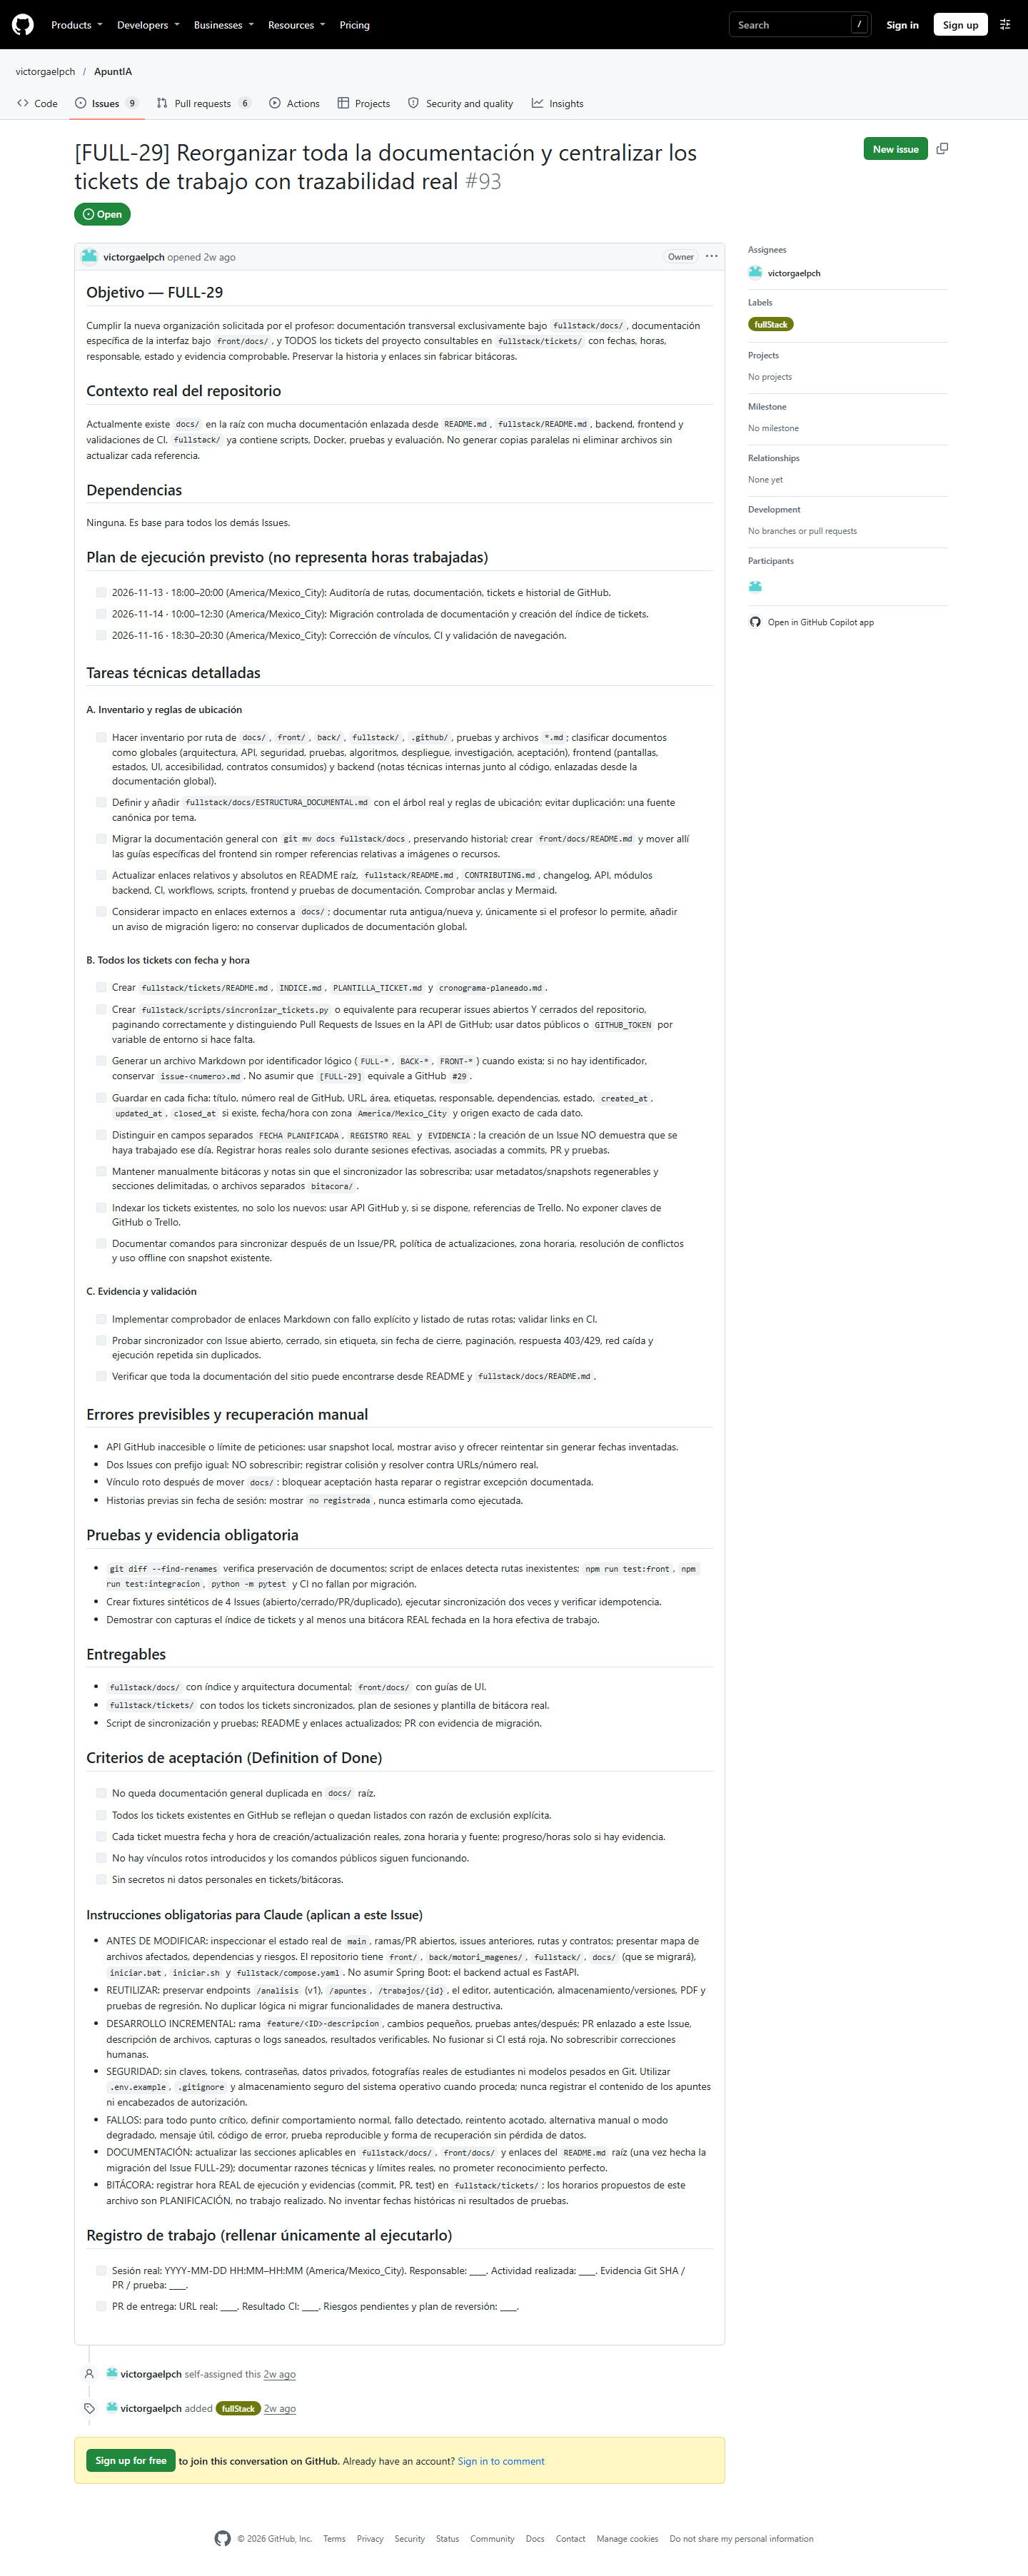 Products Developers Businesses Resources Pricing Search / Sign in Sign up
victorgaelpch / ApuntIA
Code Issues 9 Pull requests 6 Actions Projects Security and quality Insights
[FULL-29] Reorganizar toda la documentación y centralizar los
tickets de trabajo con trazabilidad real #93
New issue
Open
victorgaelpch opened 2w ago Owner
Objetivo — FULL-29
Cumplir la nueva organización solicitada por el profesor: documentación transversal exclusivamente bajo fullstack/docs/, documentación
específica de la interfaz bajo front/docs/, y TODOS los tickets del proyecto consultables en fullstack/tickets/ con fechas, horas,
responsable, estado y evidencia comprobable. Preservar la historia y enlaces sin fabricar bitácoras.
Contexto real del repositorio
Actualmente existe docs/ en la raíz con mucha documentación enlazada desde README.md, fullstack/README.md, backend, frontend y
validaciones de CI. fullstack/ ya contiene scripts, Docker, pruebas y evaluación. No generar copias paralelas ni eliminar archivos sin
actualizar cada referencia.
Dependencias
Ninguna. Es base para todos los demás Issues.
Plan de ejecución previsto (no representa horas trabajadas)
2026-11-13 · 18:00–20:00 (America/Mexico_City): Auditoría de rutas, documentación, tickets e historial de GitHub.
2026-11-14 · 10:00–12:30 (America/Mexico_City): Migración controlada de documentación y creación del índice de tickets.
2026-11-16 · 18:30–20:30 (America/Mexico_City): Corrección de vínculos, CI y validación de navegación.
Tareas técnicas detalladas
A. Inventario y reglas de ubicación
Hacer inventario por ruta de docs/, front/, back/, fullstack/, .github/, pruebas y archivos *.md; clasificar documentos
como globales (arquitectura, API, seguridad, pruebas, algoritmos, despliegue, investigación, aceptación), frontend (pantallas,
estados, UI, accesibilidad, contratos consumidos) y backend (notas técnicas internas junto al código, enlazadas desde la
documentación global).
Definir y añadir fullstack/docs/ESTRUCTURA_DOCUMENTAL.md con el árbol real y reglas de ubicación; evitar duplicación: una fuente
canónica por tema.
Migrar la documentación general con git mv docs fullstack/docs, preservando historial; crear front/docs/README.md y mover allí
las guías específicas del frontend sin romper referencias relativas a imágenes o recursos.
Actualizar enlaces relativos y absolutos en README raíz, fullstack/README.md, CONTRIBUTING.md, changelog, API, módulos
backend, CI, workflows, scripts, frontend y pruebas de documentación. Comprobar anclas y Mermaid.
Considerar impacto en enlaces externos a docs/; documentar ruta antigua/nueva y, únicamente si el profesor lo permite, añadir
un aviso de migración ligero; no conservar duplicados de documentación global.
B. Todos los tickets con fecha y hora
Crear fullstack/tickets/README.md, INDICE.md, PLANTILLA_TICKET.md y cronograma-planeado.md.
Crear fullstack/scripts/sincronizar_tickets.py o equivalente para recuperar issues abiertos Y cerrados del repositorio,
paginando correctamente y distinguiendo Pull Requests de Issues en la API de GitHub; usar datos públicos o GITHUB_TOKEN por
variable de entorno si hace falta.
Generar un archivo Markdown por identificador lógico (FULL-*, BACK-*, FRONT-*) cuando exista; si no hay identificador,
conservar issue-<numero>.md. No asumir que [FULL-29] equivale a GitHub #29.
Guardar en cada ficha: título, número real de GitHub, URL, área, etiquetas, responsable, dependencias, estado, created_at,
updated_at, closed_at si existe, fecha/hora con zona America/Mexico_City y origen exacto de cada dato.
Distinguir en campos separados FECHA PLANIFICADA, REGISTRO REAL y EVIDENCIA; la creación de un Issue NO demuestra que se
haya trabajado ese día. Registrar horas reales solo durante sesiones efectivas, asociadas a commits, PR y pruebas.
Mantener manualmente bitácoras y notas sin que el sincronizador las sobrescriba; usar metadatos/snapshots regenerables y
secciones delimitadas, o archivos separados bitacora/.
Indexar los tickets existentes, no solo los nuevos: usar API GitHub y, si se dispone, referencias de Trello. No exponer claves de
GitHub o Trello.
Documentar comandos para sincronizar después de un Issue/PR, política de actualizaciones, zona horaria, resolución de conflictos
y uso offline con snapshot existente.
C. Evidencia y validación
Implementar comprobador de enlaces Markdown con fallo explícito y listado de rutas rotas; validar links en CI.
Probar sincronizador con Issue abierto, cerrado, sin etiqueta, sin fecha de cierre, paginación, respuesta 403/429, red caída y
ejecución repetida sin duplicados.
Verificar que toda la documentación del sitio puede encontrarse desde README y fullstack/docs/README.md.
Errores previsibles y recuperación manual
API GitHub inaccesible o límite de peticiones: usar snapshot local, mostrar aviso y ofrecer reintentar sin generar fechas inventadas.
Dos Issues con prefijo igual: NO sobrescribir; registrar colisión y resolver contra URLs/número real.
Vínculo roto después de mover docs/: bloquear aceptación hasta reparar o registrar excepción documentada.
Historias previas sin fecha de sesión: mostrar no registrada, nunca estimarla como ejecutada.
Pruebas y evidencia obligatoria
git diff --find-renames verifica preservación de documentos; script de enlaces detecta rutas inexistentes; npm run test:front, npm
run test:integracion, python -m pytest y CI no fallan por migración.
Crear fixtures sintéticos de 4 Issues (abierto/cerrado/PR/duplicado), ejecutar sincronización dos veces y verificar idempotencia.
Demostrar con capturas el índice de tickets y al menos una bitácora REAL fechada en la hora efectiva de trabajo.
Entregables
fullstack/docs/ con índice y arquitectura documental; front/docs/ con guías de UI.
fullstack/tickets/ con todos los tickets sincronizados, plan de sesiones y plantilla de bitácora real.
Script de sincronización y pruebas; README y enlaces actualizados; PR con evidencia de migración.
Criterios de aceptación (Definition of Done)
No queda documentación general duplicada en docs/ raíz.
Todos los tickets existentes en GitHub se reflejan o quedan listados con razón de exclusión explícita.
Cada ticket muestra fecha y hora de creación/actualización reales, zona horaria y fuente; progreso/horas solo si hay evidencia.
No hay vínculos rotos introducidos y los comandos públicos siguen funcionando.
Sin secretos ni datos personales en tickets/bitácoras.
Instrucciones obligatorias para Claude (aplican a este Issue)
ANTES DE MODIFICAR: inspeccionar el estado real de main, ramas/PR abiertos, issues anteriores, rutas y contratos; presentar mapa de
archivos afectados, dependencias y riesgos. El repositorio tiene front/, back/motori_magenes/, fullstack/, docs/ (que se migrará),
iniciar.bat, iniciar.sh y fullstack/compose.yaml. No asumir Spring Boot: el backend actual es FastAPI.
REUTILIZAR: preservar endpoints /analisis (v1), /apuntes, /trabajos/{id}, el editor, autenticación, almacenamiento/versiones, PDF y
pruebas de regresión. No duplicar lógica ni migrar funcionalidades de manera destructiva.
DESARROLLO INCREMENTAL: rama feature/<ID>-descripcion, cambios pequeños, pruebas antes/después; PR enlazado a este Issue,
descripción de archivos, capturas o logs saneados, resultados verificables. No fusionar si CI está roja. No sobrescribir correcciones
humanas.
SEGURIDAD: sin claves, tokens, contraseñas, datos privados, fotografías reales de estudiantes ni modelos pesados en Git. Utilizar
.env.example, .gitignore y almacenamiento seguro del sistema operativo cuando proceda; nunca registrar el contenido de los apuntes
ni encabezados de autorización.
FALLOS: para todo punto crítico, definir comportamiento normal, fallo detectado, reintento acotado, alternativa manual o modo
degradado, mensaje útil, código de error, prueba reproducible y forma de recuperación sin pérdida de datos.
DOCUMENTACIÓN: actualizar las secciones aplicables en fullstack/docs/, front/docs/ y enlaces del README.md raíz (una vez hecha la
migración del Issue FULL-29); documentar razones técnicas y límites reales, no prometer reconocimiento perfecto.
BITÁCORA: registrar hora REAL de ejecución y evidencias (commit, PR, test) en fullstack/tickets/; los horarios propuestos de este
archivo son PLANIFICACIÓN, no trabajo realizado. No inventar fechas históricas ni resultados de pruebas.
Registro de trabajo (rellenar únicamente al ejecutarlo)
Sesión real: YYYY-MM-DD HH:MM–HH:MM (America/Mexico_City). Responsable: ____. Actividad realizada: ____. Evidencia Git SHA /
PR / prueba: ____.
PR de entrega: URL real: ____. Resultado CI: ____. Riesgos pendientes y plan de reversión: ____.
victorgaelpch self-assigned this 2w ago
victorgaelpch added fullStack 2w ago
Sign up for free to join this conversation on GitHub. Already have an account? Sign in to comment
Assignees
victorgaelpch
Labels
fullStack
Projects
No projects
Milestone
No milestone
Relationships
None yet
Development
No branches or pull requests
Participants
Open in GitHub Copilot app
© 2026 GitHub, Inc. Terms Privacy Security Status Community Docs Contact Manage cookies Do not share my personal information